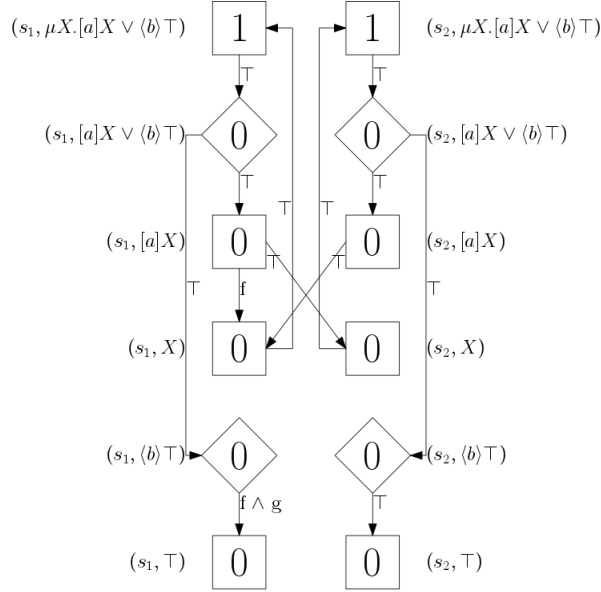 (s₁, μX.[a]X ∨ ⟨b⟩⊤) 1 1 (s₂, μX.[a]X ∨ ⟨b⟩⊤)
⊤ ⊤
(s₁, [a]X ∨ ⟨b⟩⊤) 0 0 (s₂, [a]X ∨ ⟨b⟩⊤)
⊤ ⊤
⊤ ⊤
(s₁, [a]X) 0 0 (s₂, [a]X)
⊤ ⊤
⊤ f ⊤
(s₁, X) 0 0 (s₂, X)
(s₁, ⟨b⟩⊤) 0 0 (s₂, ⟨b⟩⊤)
f ∧ g ⊤
(s₁, ⊤) 0 0 (s₂, ⊤)